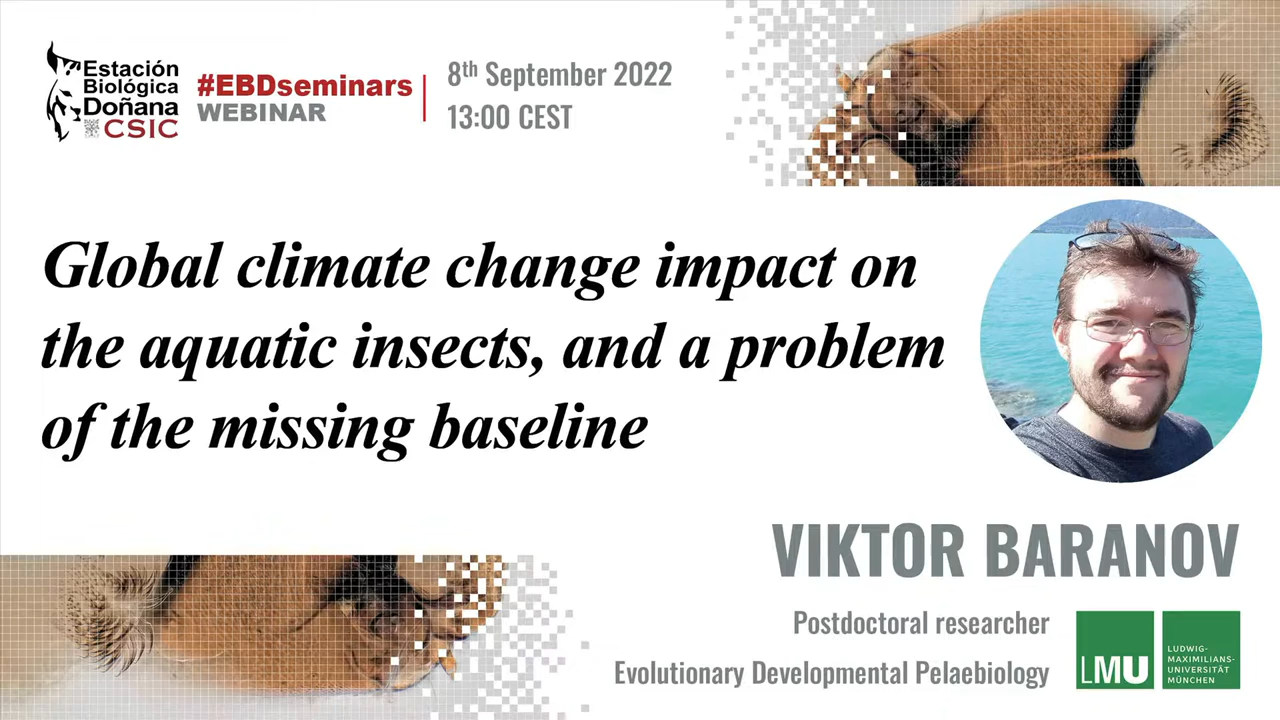 Estación
Biológica
Doñana
CSIC
#EBDseminars
WEBINAR
8th September 2022
13:00 CEST
Global climate change impact on
the aquatic insects, and a problem
of the missing baseline
VIKTOR BARANOV
Postdoctoral researcher
Evolutionary Developmental Pelaebiology
LMU
LUDWIG-
MAXIMILIANS-
UNIVERSITÄT
MÜNCHEN